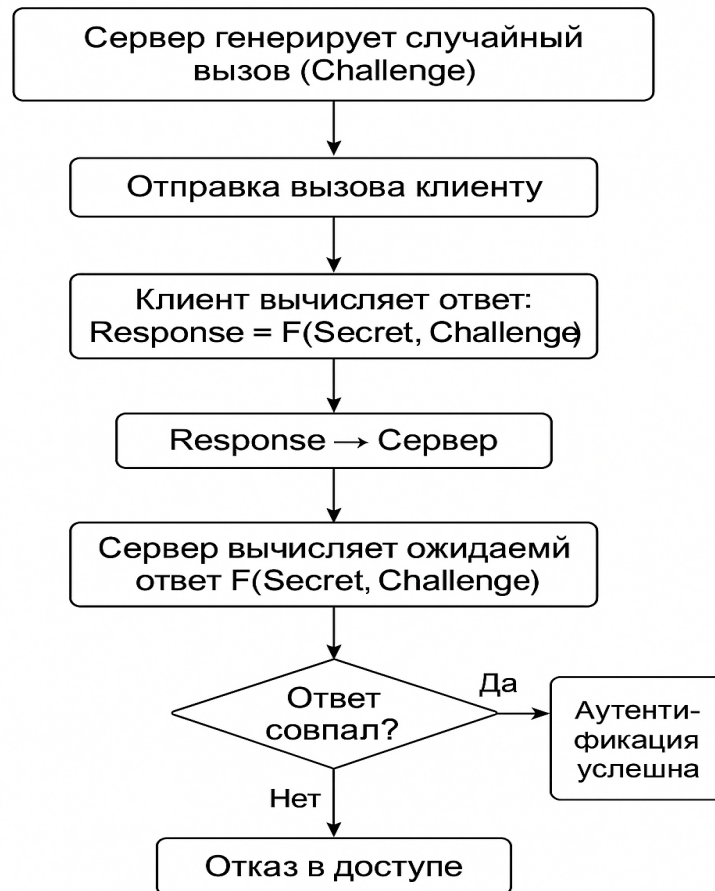 Сервер генерирует случайный
вызов (Challenge)
Отправка вызова клиенту
Клиент вычисляет ответ:
Response = F(Secret, Challenge)
Response → Сервер
Сервер вычисляет ожидаемй
ответ F(Secret, Challenge)
Ответ
совпал?
Да
Аутенти-
фикация
услешна
Нет
Отказ в доступе